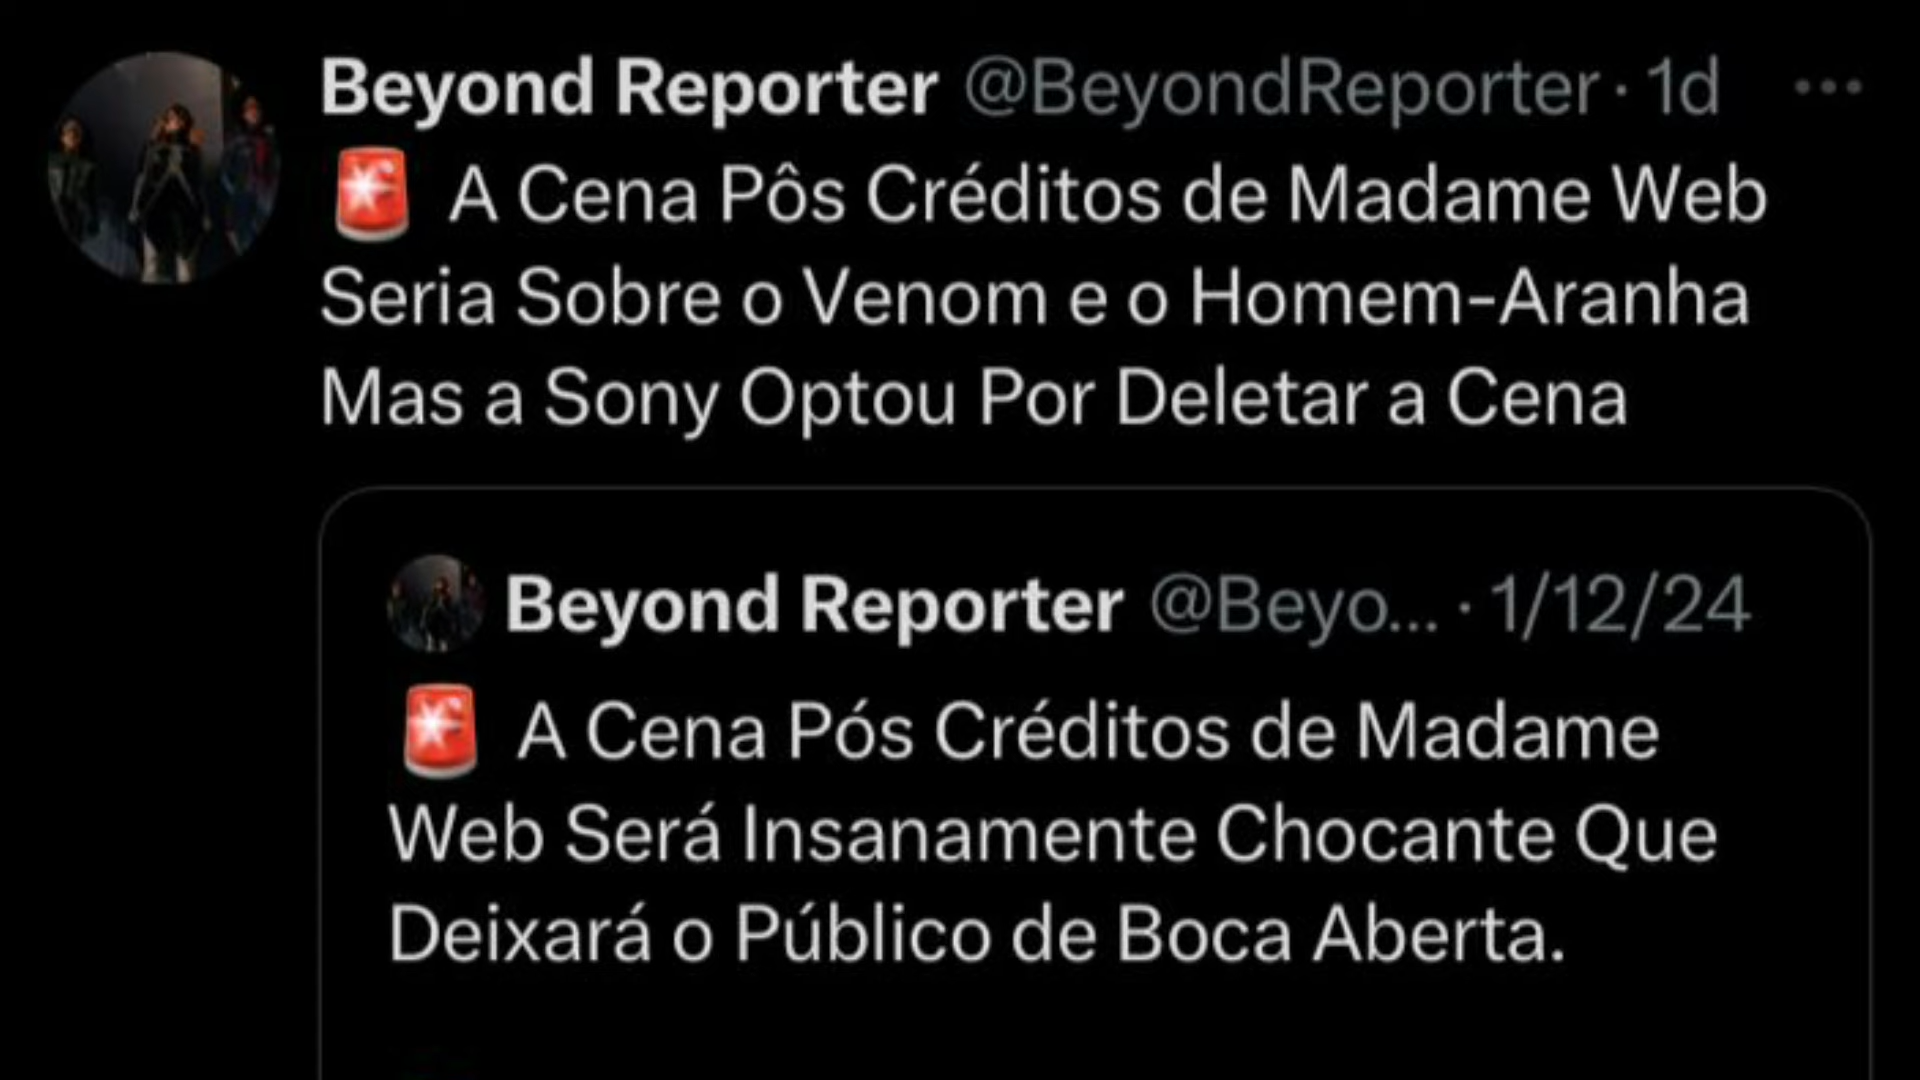 Beyond Reporter @BeyondReporter · 1d
🚨 A Cena Pôs Créditos de Madame Web
Seria Sobre o Venom e o Homem-Aranha
Mas a Sony Optou Por Deletar a Cena
Beyond Reporter @Beyo... · 1/12/24
🚨 A Cena Pós Créditos de Madame
Web Será Insanamente Chocante Que
Deixará o Público de Boca Aberta.